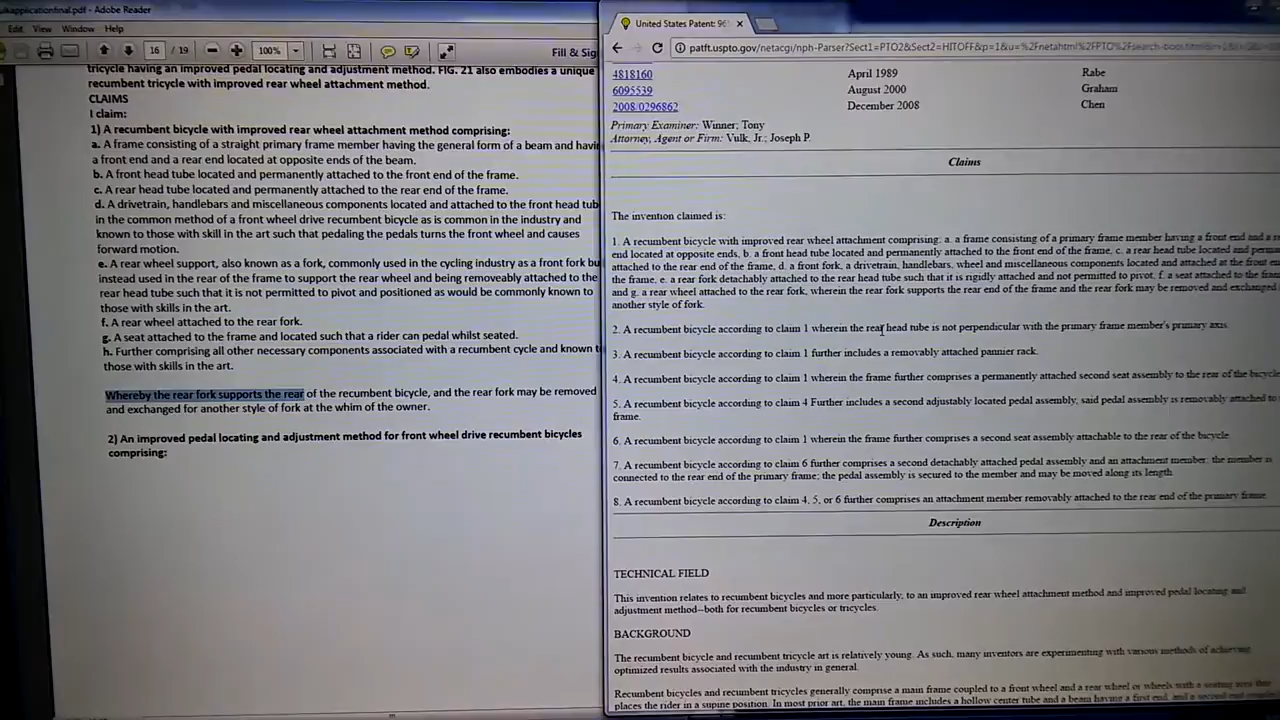 ikapplicationfinal.pdf - Adobe Reader
Edit View Window Help
16 / 19 100% Fill & Sig
tricycle having an improved pedal locating and adjustment method. FIG. 21 also embodies a unique
recumbent tricycle with improved rear wheel attachment method.
CLAIMS
I claim:
1) A recumbent bicycle with improved rear wheel attachment method comprising:
a. A frame consisting of a straight primary frame member having the general form of a beam and havi
a front end and a rear end located at opposite ends of the beam.
b. A front head tube located and permanently attached to the front end of the frame.
c. A rear head tube located and permanently attached to the rear end of the frame.
d. A drivetrain, handlebars and miscellaneous components located and attached to the front head tub
in the common method of a front wheel drive recumbent bicycle as is common in the industry and
known to those with skill in the art such that pedaling the pedals turns the front wheel and causes
forward motion.
e. A rear wheel support, also known as a fork, commonly used in the cycling industry as a front fork bu
instead used in the rear of the frame to support the rear wheel and being removeably attached to the
rear head tube such that it is not permitted to pivot and positioned as would be commonly known to
those with skills in the art.
f. A rear wheel attached to the rear fork.
g. A seat attached to the frame and located such that a rider can pedal whilst seated.
h. Further comprising all other necessary components associated with a recumbent cycle and known t
those with skills in the art.
Whereby the rear fork supports the rear of the recumbent bicycle, and the rear fork may be removed
and exchanged for another style of fork at the whim of the owner.
2) An improved pedal locating and adjustment method for front wheel drive recumbent bicycles
comprising:
United States Patent: 96
patft.uspto.gov/netacgi/nph-Parser?Sect1=PTO2&Sect2=HITOFF&p=1&u=%2Fnetahtml%2FPTO%2Fsearch-bool.html
4818160 April 1989 Rabe
6095539 August 2000 Graham
2008/0296862 December 2008 Chen
Primary Examiner: Winner; Tony
Attorney, Agent or Firm: Vulk, Jr.; Joseph P.
Claims
The invention claimed is:
1. A recumbent bicycle with improved rear wheel attachment comprising: a. a frame consisting of a primary frame member having a front end and a r
end located at opposite ends, b. a front head tube located and permanently attached to the front end of the frame, c. a rear head tube located and perma
attached to the rear end of the frame, d. a front fork, a drivetrain, handlebars, wheel and miscellaneous components located and attached at the front en
the frame, e. a rear fork detachably attached to the rear head tube such that it is rigidly attached and not permitted to pivot, f. a seat attached to the fram
and g. a rear wheel attached to the rear fork, wherein the rear fork supports the rear end of the frame and the rear fork may be removed and exchanged
another style of fork.
2. A recumbent bicycle according to claim 1 wherein the rear head tube is not perpendicular with the primary frame member's primary axis.
3. A recumbent bicycle according to claim 1 further includes a removably attached pannier rack.
4. A recumbent bicycle according to claim 1 wherein the frame further comprises a permanently attached second seat assembly to the rear of the bicycle
5. A recumbent bicycle according to claim 4 Further includes a second adjustably located pedal assembly, said pedal assembly is removably attached to
frame.
6. A recumbent bicycle according to claim 1 wherein the frame further comprises a second seat assembly attachable to the rear of the bicycle
7. A recumbent bicycle according to claim 6 further comprises a second detachably attached pedal assembly and an attachment member, the member is
connected to the rear end of the primary frame; the pedal assembly is secured to the member and may be moved along its length
8. A recumbent bicycle according to claim 4, 5, or 6 further comprises an attachment member removably attached to the rear end of the primary frame.
Description
TECHNICAL FIELD
This invention relates to recumbent bicycles and more particularly, to an improved rear wheel attachment method and improved pedal locating and
adjustment method--both for recumbent bicycles or tricycles.
BACKGROUND
The recumbent bicycle and recumbent tricycle art is relatively young. As such, many inventors are experimenting with various methods of achieving
optimized results associated with the industry in general.
Recumbent bicycles and recumbent tricycles generally comprise a main frame coupled to a front wheel and a rear wheel or wheels with a seating area that
places the rider in a supine position. In most prior art, the main frame includes a hollow center tube and a beam having a first end, and a second end